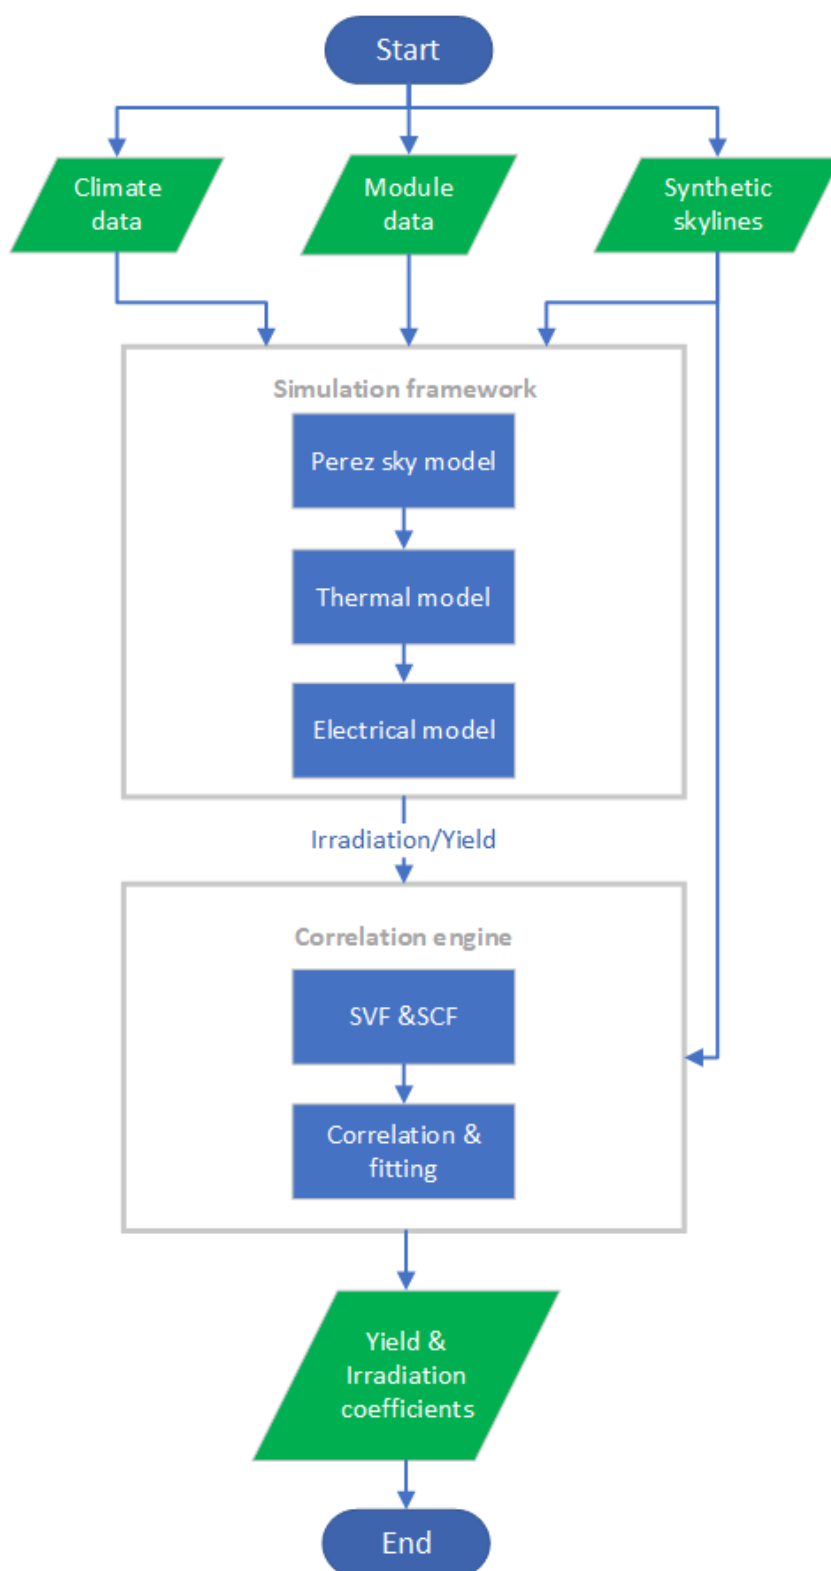 Start
Climate
data
Module
data
Synthetic
skylines
Simulation framework
Perez sky model
Thermal model
Electrical model
Irradiation/Yield
Correlation engine
SVF &SCF
Correlation &
fitting
Yield &
Irradiation
coefficients
End